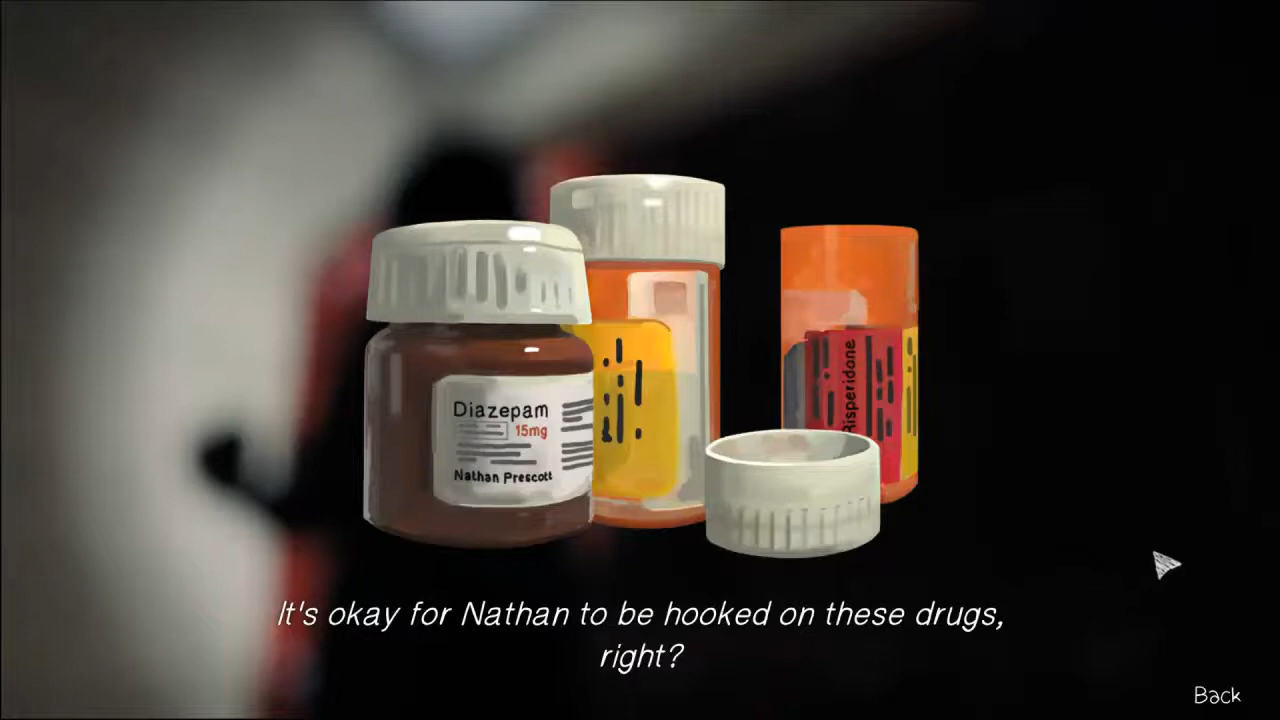 Diazepam
15mg
Nathan Prescott
Risperidone
It's okay for Nathan to be hooked on these drugs,
right?
Back